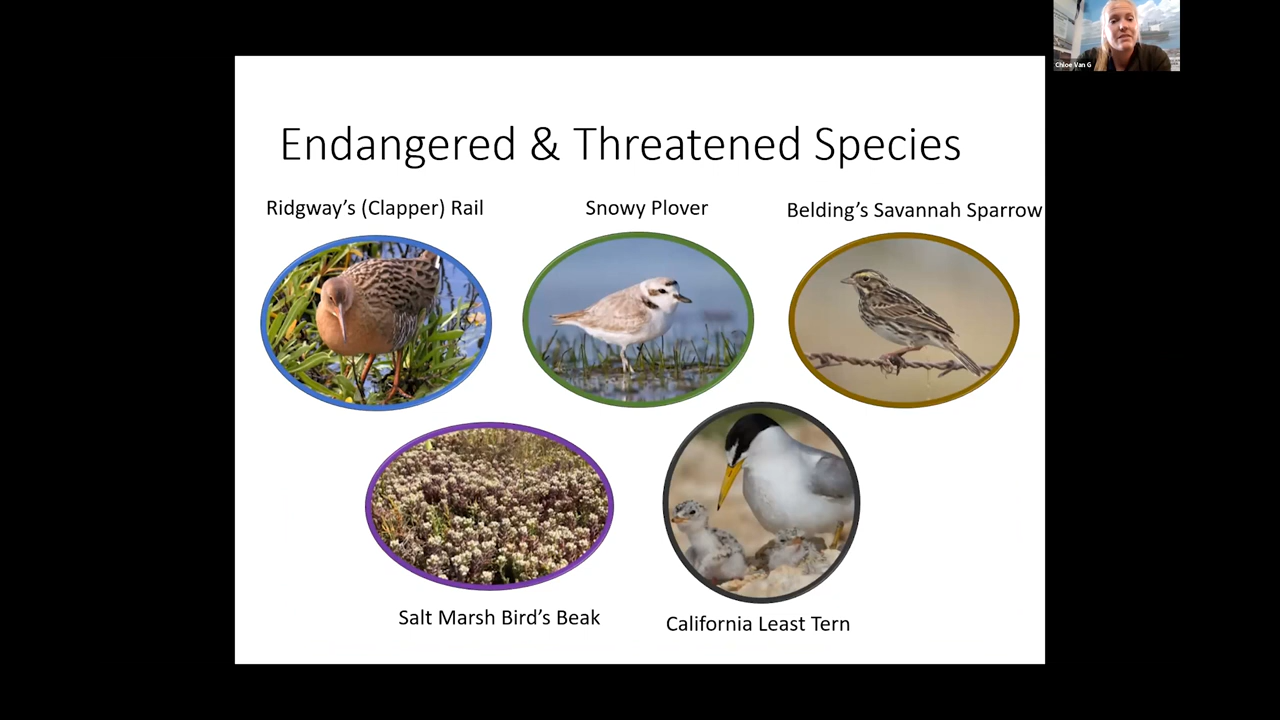 Chloe Van G
Endangered & Threatened Species
Ridgway's (Clapper) Rail
Snowy Plover
Belding's Savannah Sparrow
Salt Marsh Bird's Beak
California Least Tern